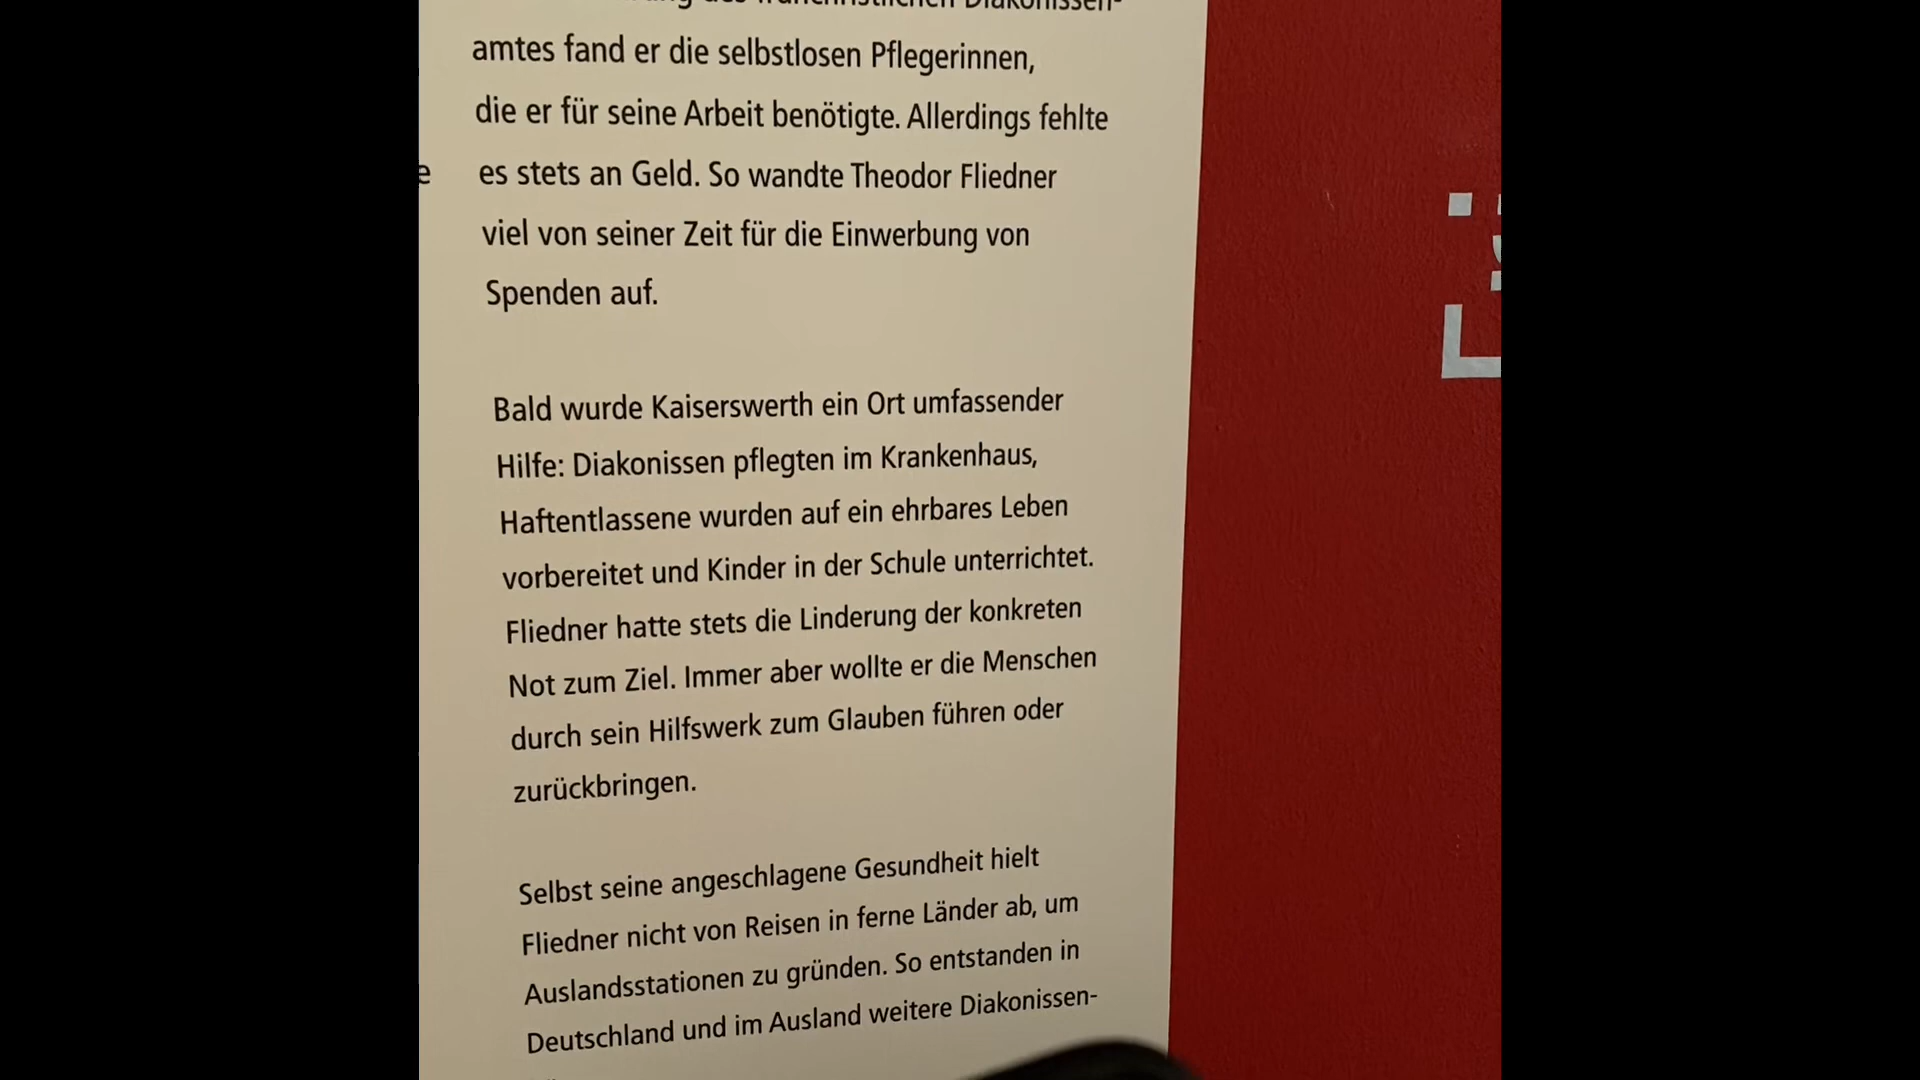 des frühchristlichen Diakonissen-
amtes fand er die selbstlosen Pflegerinnen,
die er für seine Arbeit benötigte. Allerdings fehlte
es stets an Geld. So wandte Theodor Fliedner
viel von seiner Zeit für die Einwerbung von
Spenden auf.
Bald wurde Kaiserswerth ein Ort umfassender
Hilfe: Diakonissen pflegten im Krankenhaus,
Haftentlassene wurden auf ein ehrbares Leben
vorbereitet und Kinder in der Schule unterrichtet.
Fliedner hatte stets die Linderung der konkreten
Not zum Ziel. Immer aber wollte er die Menschen
durch sein Hilfswerk zum Glauben führen oder
zurückbringen.
Selbst seine angeschlagene Gesundheit hielt
Fliedner nicht von Reisen in ferne Länder ab, um
Auslandsstationen zu gründen. So entstanden in
Deutschland und im Ausland weitere Diakonissen-